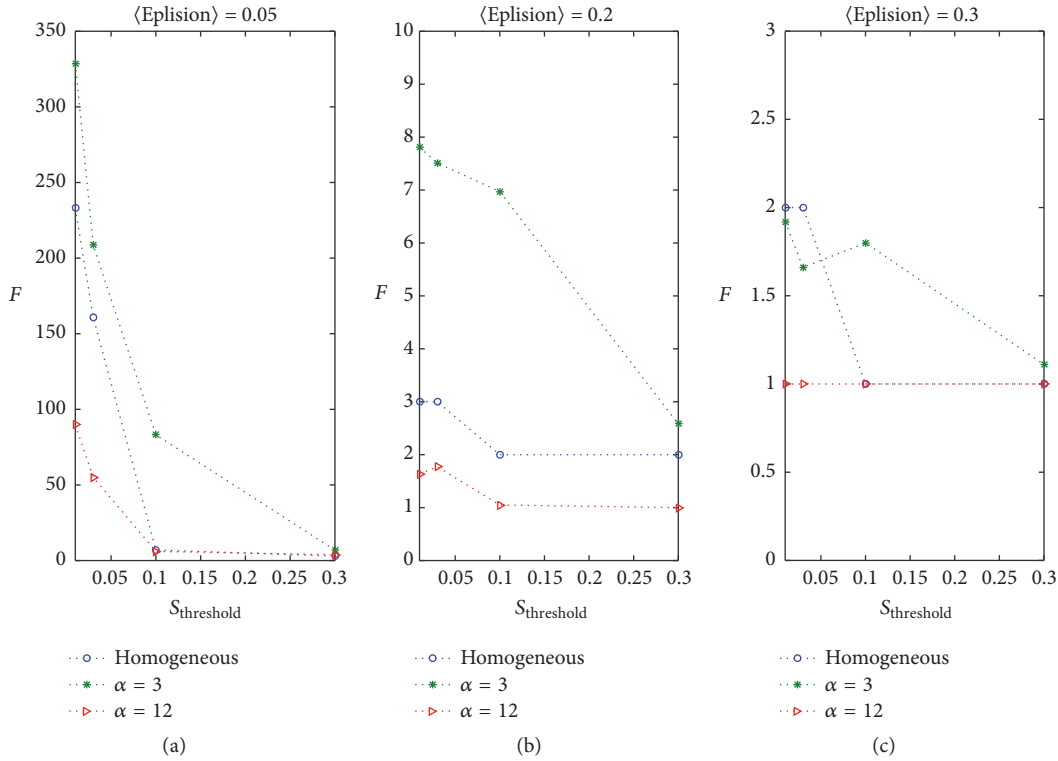 ⟨Eplision⟩ = 0.05
350
300
250
200
150
100
50
0
F
0.05 0.1 0.15 0.2 0.25 0.3
S_threshold
Homogeneous
α = 3
α = 12
(a)
⟨Eplision⟩ = 0.2
10
9
8
7
6
5
4
3
2
1
0
F
0.05 0.1 0.15 0.2 0.25 0.3
S_threshold
Homogeneous
α = 3
α = 12
(b)
⟨Eplision⟩ = 0.3
3
2.5
2
1.5
1
0.5
0
F
0.05 0.1 0.15 0.2 0.25 0.3
S_threshold
Homogeneous
α = 3
α = 12
(c)